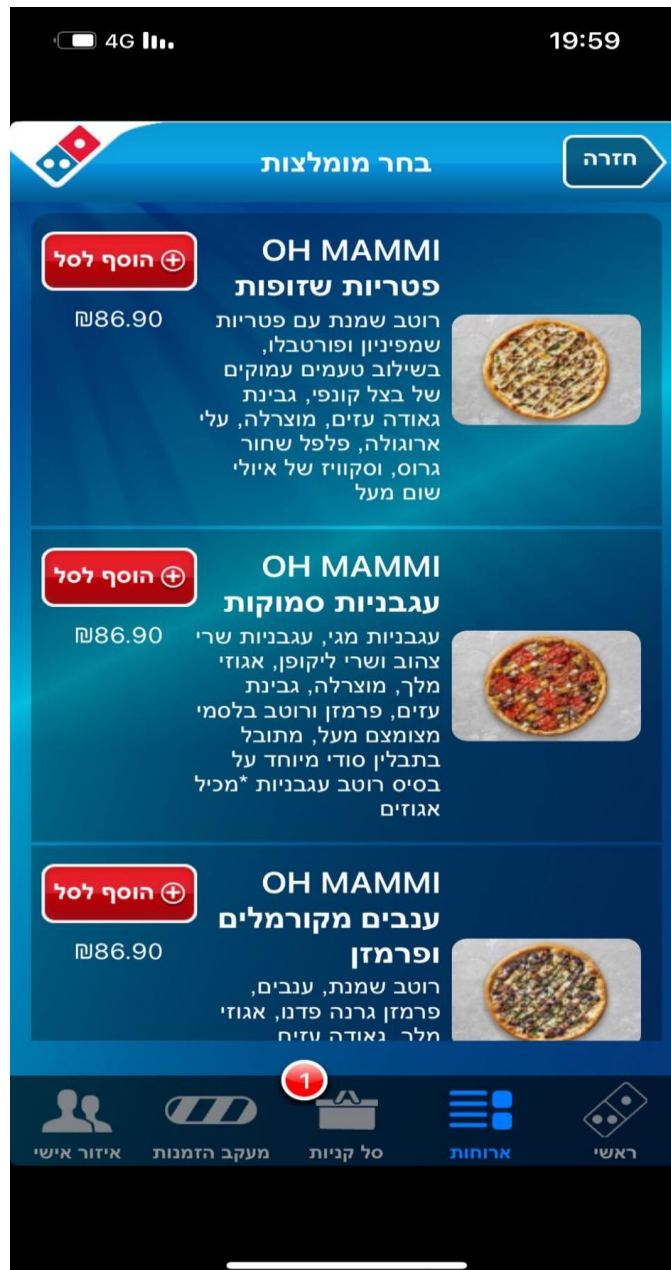 19:59
4G
חזרה
בחר מומלצות
OH MAMMI
פטריות שזופות
הוסף לסל
₪86.90
רוטב שמנת עם פטריות
שמפיניון ופורטבלו,
בשילוב טעמים עמוקים
של בצל קונפי, גבינת
גאודה עזים, מוצרלה, עלי
ארוגולה, פלפל שחור
גרוס, וסקוויז של איולי
שום מעל
OH MAMMI
עגבניות סמוקות
הוסף לסל
₪86.90
עגבניות מגי, עגבניות שרי
צהוב ושרי ליקופן, אגוזי
מלך, מוצרלה, גבינת
עזים, פרמזן ורוטב בלסמי
מצומצם מעל, מתובל
בתבלין סודי מיוחד על
בסיס רוטב עגבניות *מכיל
אגוזים
OH MAMMI
ענבים מקורמלים
ופרמזן
הוסף לסל
₪86.90
רוטב שמנת, ענבים,
פרמזן גרנה פדנו, אגוזי
מלך, גאודה עזים
1
ראשי
ארוחות
סל קניות
מעקב הזמנות
איזור אישי